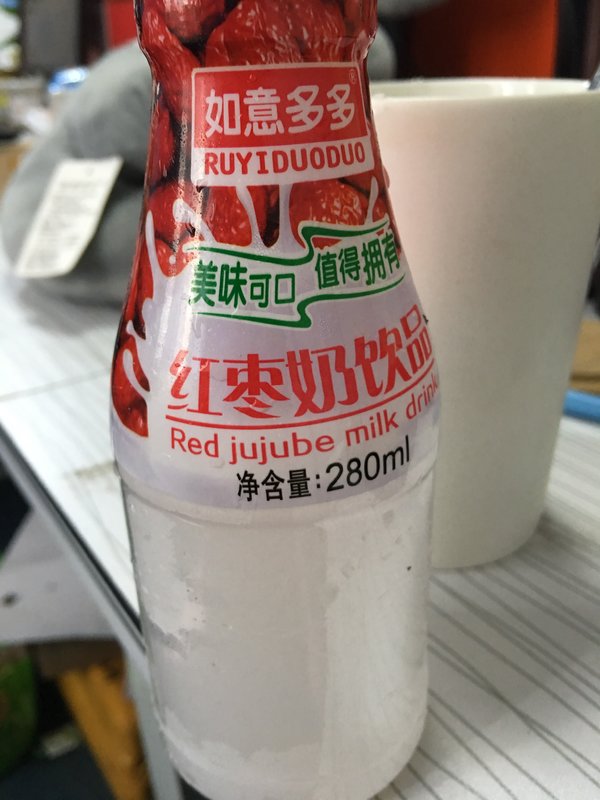 如意多多
RUYIDUODUO
美味可口 值得拥有
红枣奶饮品
Red jujube milk drink
净含量:280ml